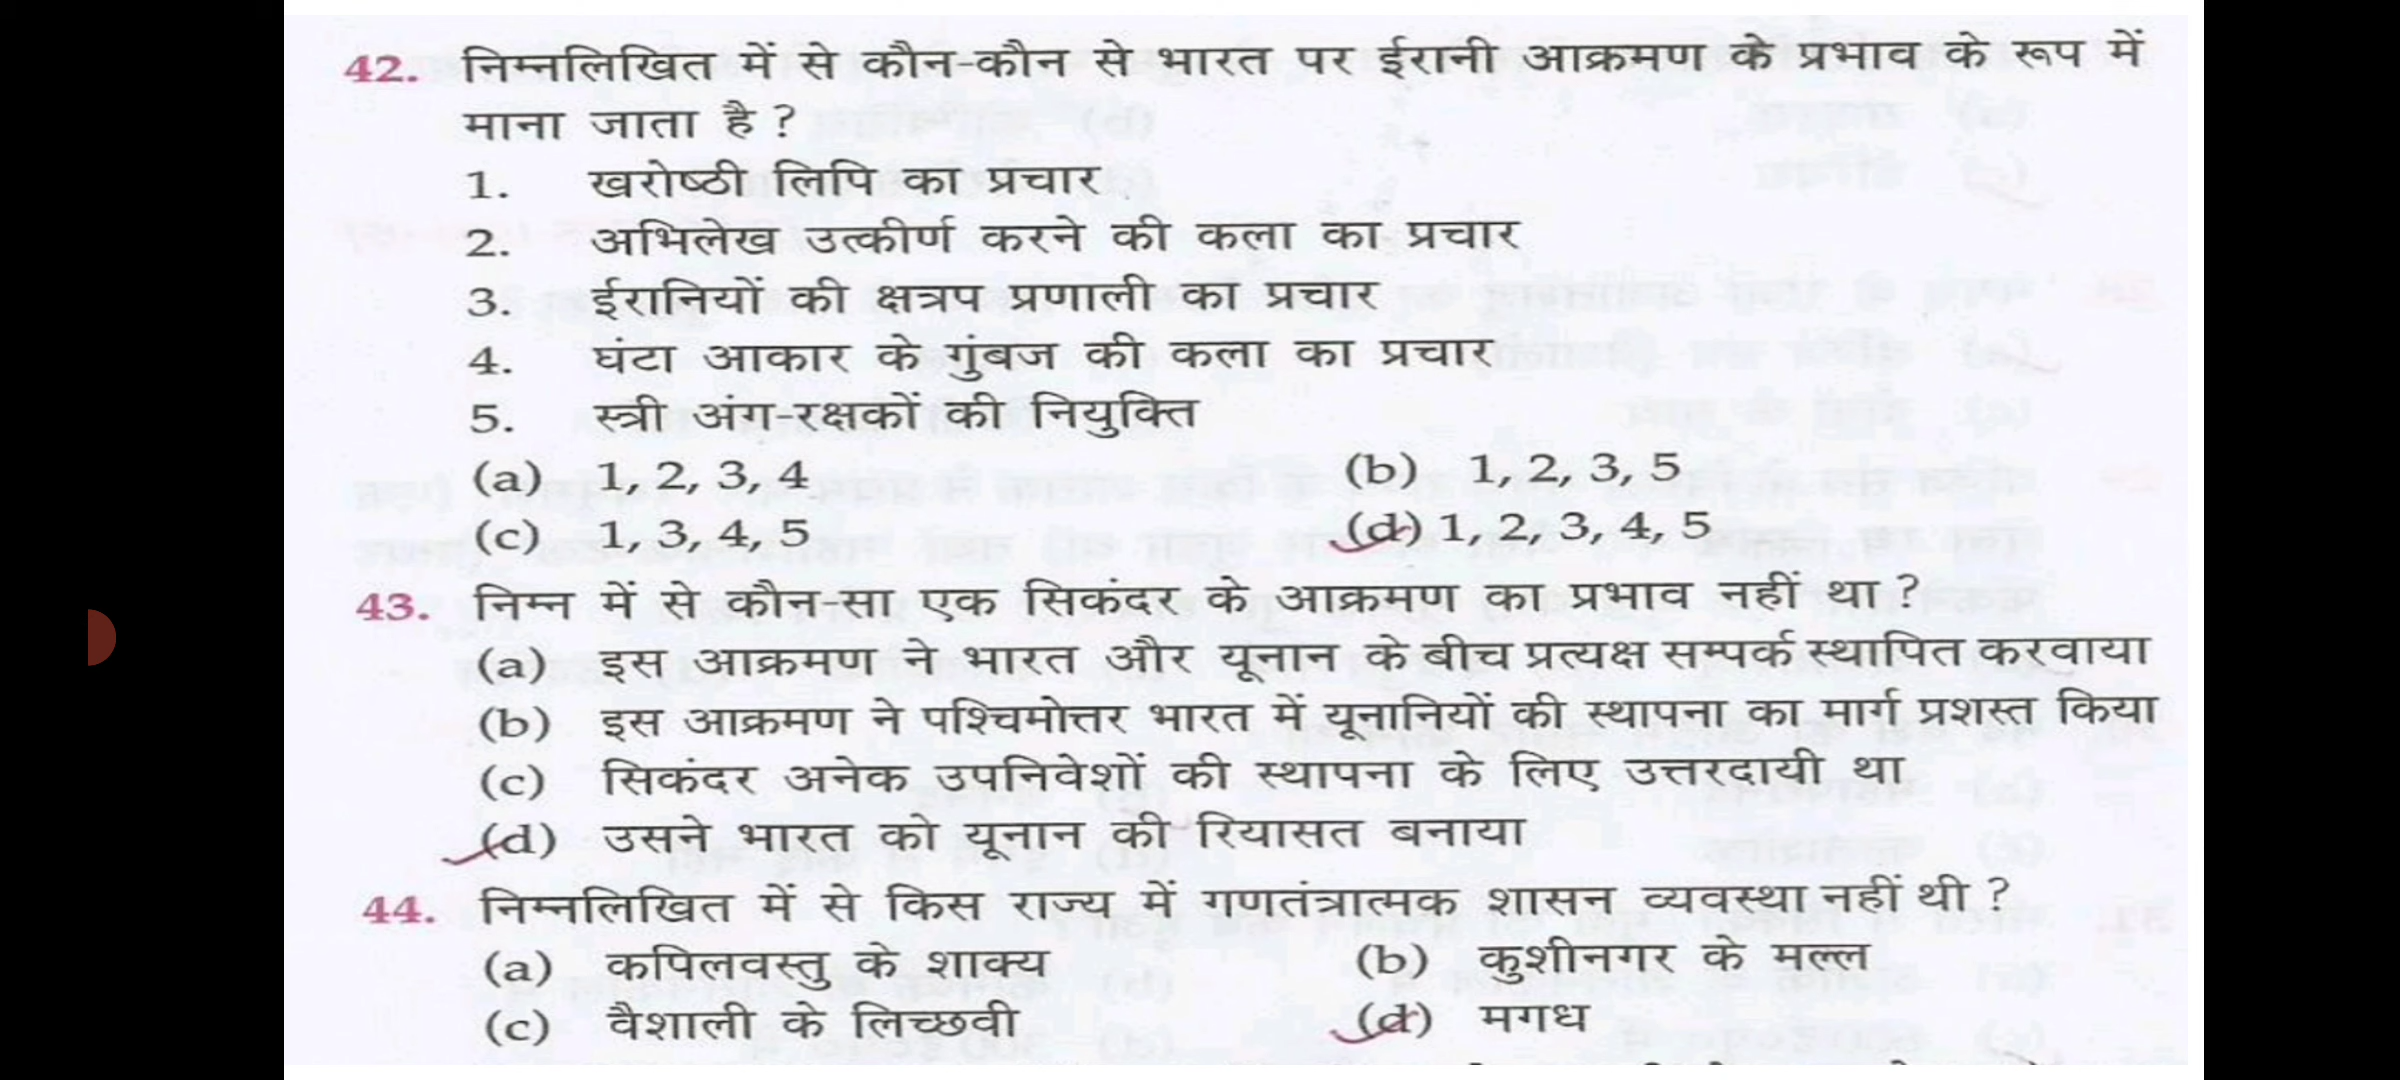 42. निम्नलिखित में से कौन-कौन से भारत पर ईरानी आक्रमण के प्रभाव के रूप में
माना जाता है ?
1. खरोष्ठी लिपि का प्रचार
2. अभिलेख उत्कीर्ण करने की कला का प्रचार
3. ईरानियों की क्षत्रप प्रणाली का प्रचार
4. घंटा आकार के गुंबज की कला का प्रचार
5. स्त्री अंग-रक्षकों की नियुक्ति
(a) 1, 2, 3, 4 (b) 1, 2, 3, 5
(c) 1, 3, 4, 5 (d) 1, 2, 3, 4, 5
43. निम्न में से कौन-सा एक सिकंदर के आक्रमण का प्रभाव नहीं था ?
(a) इस आक्रमण ने भारत और यूनान के बीच प्रत्यक्ष सम्पर्क स्थापित करवाया
(b) इस आक्रमण ने पश्चिमोत्तर भारत में यूनानियों की स्थापना का मार्ग प्रशस्त किया
(c) सिकंदर अनेक उपनिवेशों की स्थापना के लिए उत्तरदायी था
(d) उसने भारत को यूनान की रियासत बनाया
44. निम्नलिखित में से किस राज्य में गणतंत्रात्मक शासन व्यवस्था नहीं थी ?
(a) कपिलवस्तु के शाक्य (b) कुशीनगर के मल्ल
(c) वैशाली के लिच्छवी (d) मगध